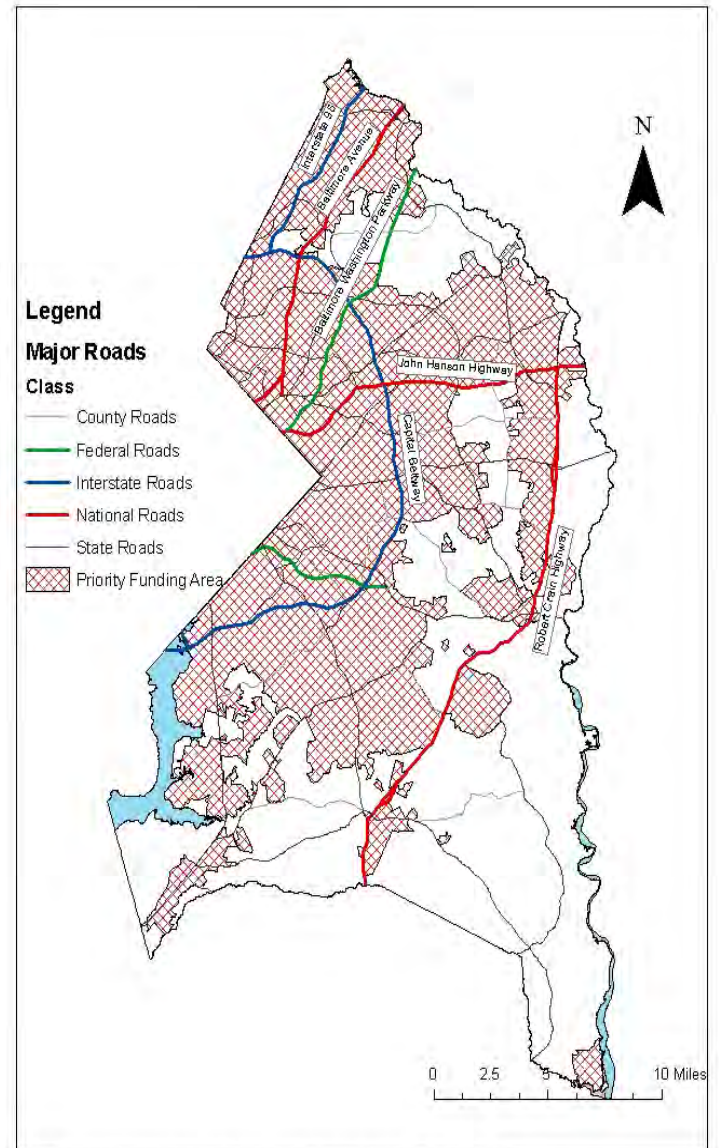 N
Interstate 95
Baltimore Avenue
Baltimore Washington Parkway
John Hanson Highway
Capital Beltway
Robert Crain Highway
Legend
Major Roads
Class
County Roads
Federal Roads
Interstate Roads
National Roads
State Roads
Priority Funding Area
0 2.5 5 10 Miles